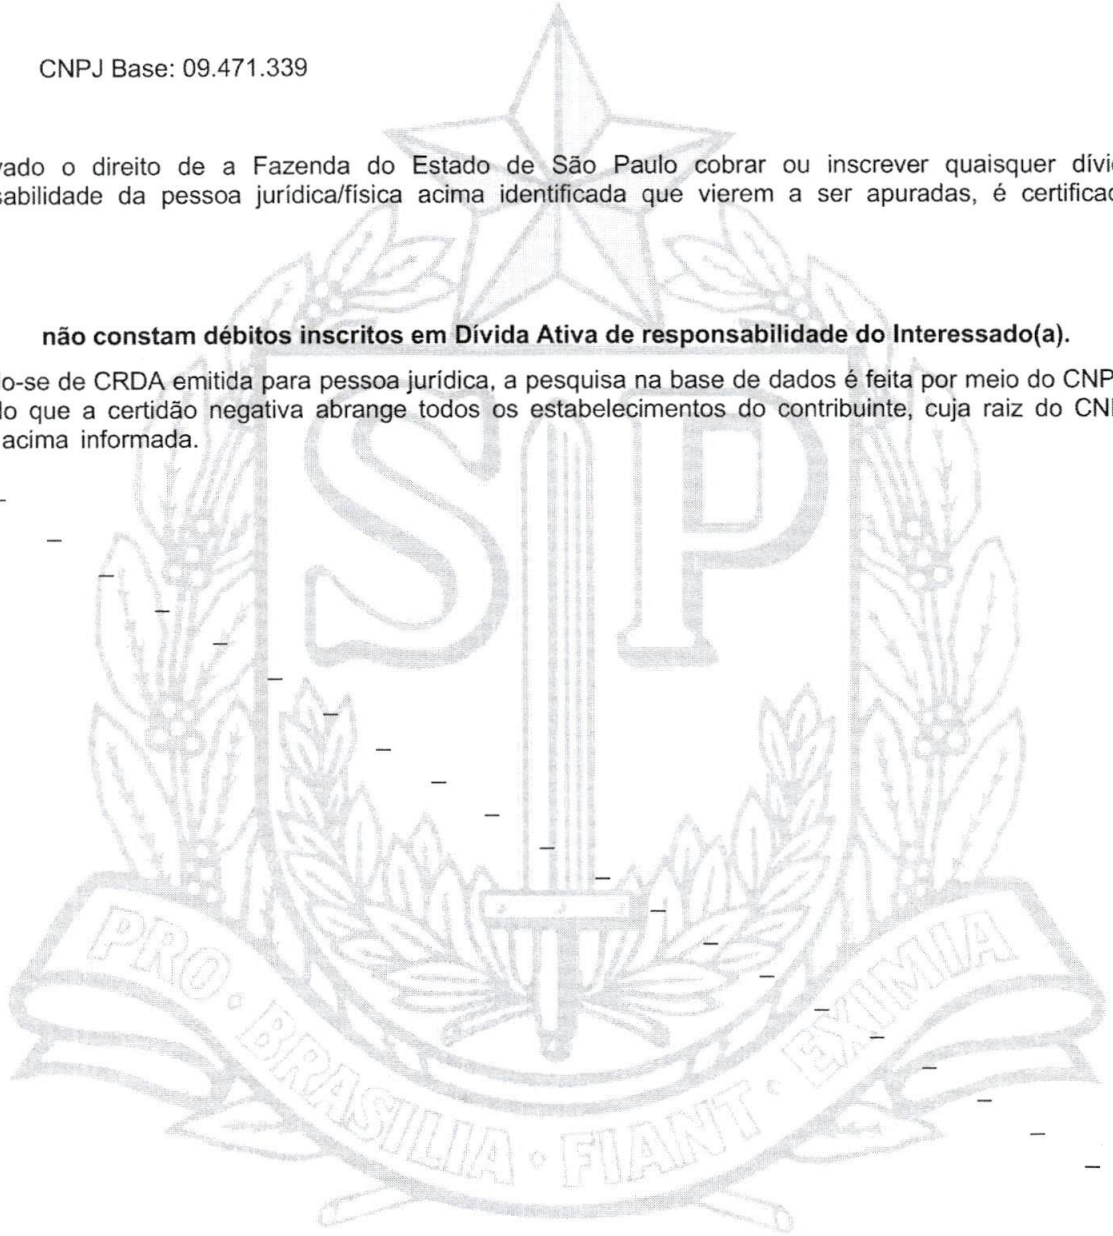 CNPJ Base: 09.471.339
vado o direito de a Fazenda do Estado de São Paulo cobrar ou inscrever quaisquer dívi
sabilidade da pessoa jurídica/física acima identificada que vierem a ser apuradas, é certificad
não constam débitos inscritos em Dívida Ativa de responsabilidade do Interessado(a).
lo-se de CRDA emitida para pessoa jurídica, a pesquisa na base de dados é feita por meio do CNP
lo que a certidão negativa abrange todos os estabelecimentos do contribuinte, cuja raiz do CNI
acima informada.
SP
PRO · BRASILIA · FIANT · EXIMIA